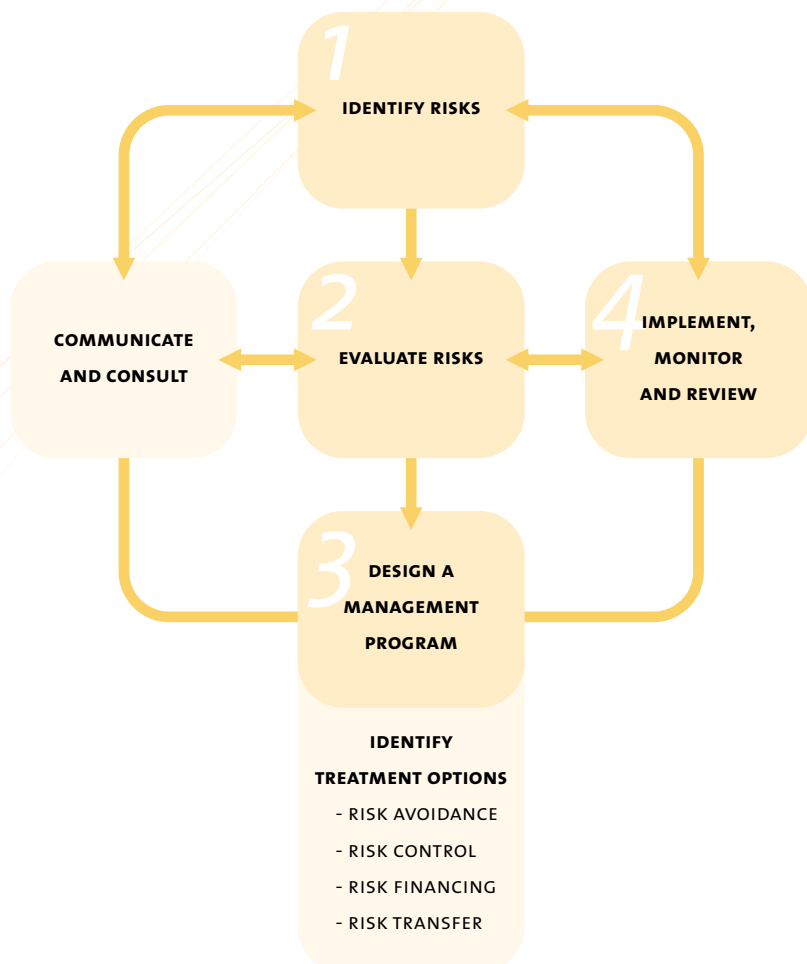 1
IDENTIFY RISKS
COMMUNICATE
AND CONSULT
2
EVALUATE RISKS
4
IMPLEMENT,
MONITOR
AND REVIEW
3
DESIGN A
MANAGEMENT
PROGRAM
IDENTIFY
TREATMENT OPTIONS
- RISK AVOIDANCE
- RISK CONTROL
- RISK FINANCING
- RISK TRANSFER